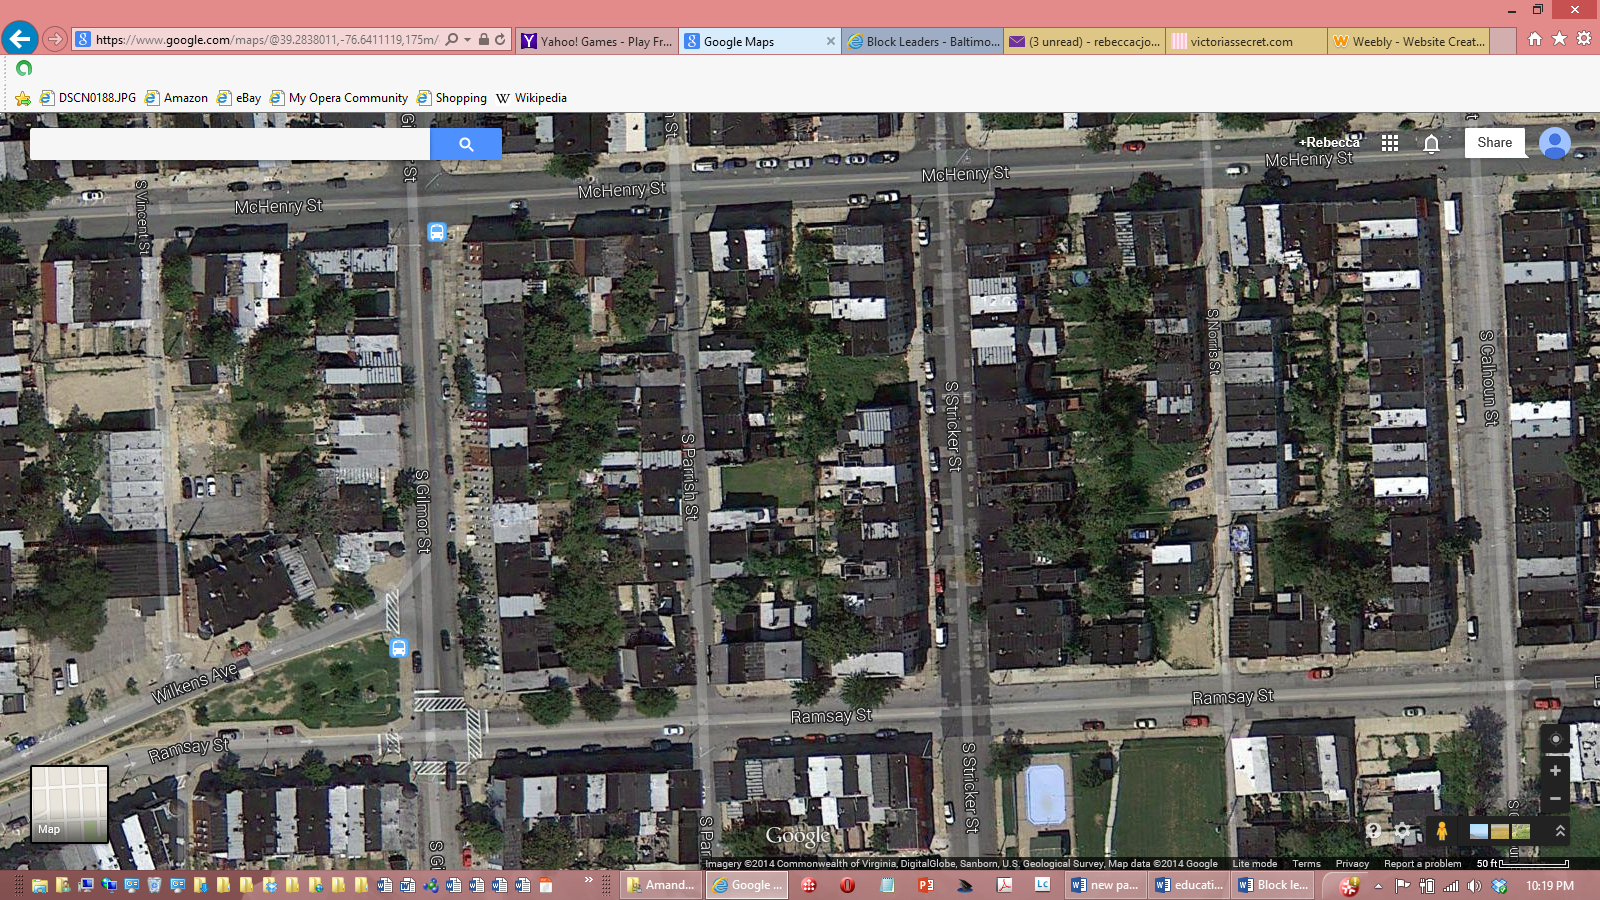 https://www.google.com/maps/@39.2838011,-76.6411119,175m/
Yahoo! Games - Play Fr...
Google Maps
Block Leaders - Baltimo...
(3 unread) - rebeccacjo...
victoriassecret.com
Weebly - Website Creat...
DSCN0188.JPG
Amazon
eBay
My Opera Community
Shopping
W Wikipedia
+Rebecca
Share
McHenry St
McHenry St
McHenry St
McHenry St
S Vincent St
S Gilmor St
S Parrish St
S Stricker St
S Norris St
S Calhoun St
Wilkens Ave
Ramsay St
Ramsay St
Ramsay St
S Stricker St
S Par
S Gi
Map
Google
Imagery ©2014 Commonwealth of Virginia, DigitalGlobe, Sanborn, U.S. Geological Survey, Map data ©2014 Google
Lite mode
Terms
Privacy
Report a problem
50 ft
Amand...
Google ...
new pa...
educati...
Block le...
10:19 PM